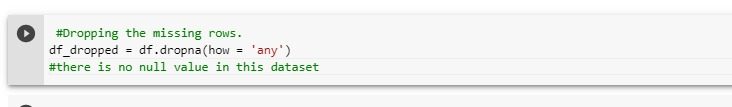 #Dropping the missing rows.
df_dropped = df.dropna(how = 'any')
#there is no null value in this dataset